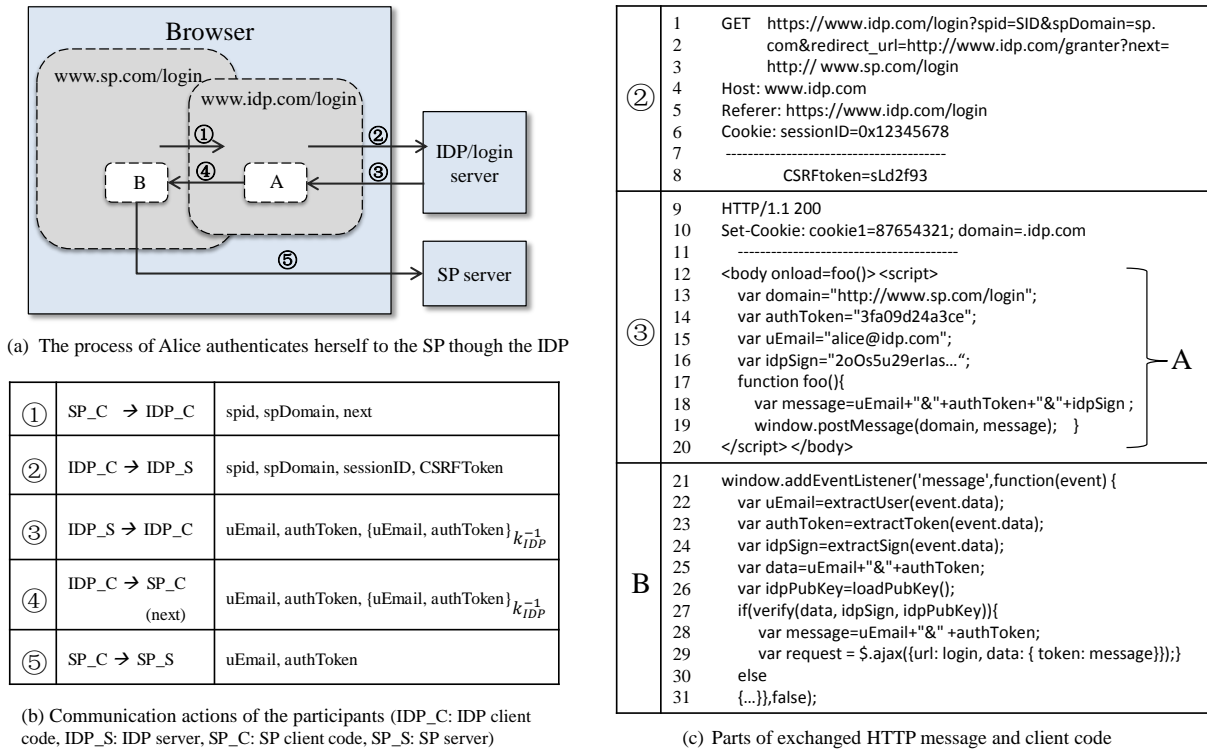 Browser
www.sp.com/login
www.idp.com/login
①
②
③
④
⑤
B
A
IDP/login
server
SP server
(a) The process of Alice authenticates herself to the SP though the IDP
① SP_C → IDP_C spid, spDomain, next
② IDP_C → IDP_S spid, spDomain, sessionID, CSRFToken
③ IDP_S → IDP_C uEmail, authToken, {uEmail, authToken}k_{IDP}^{-1}
④ IDP_C → SP_C (next) uEmail, authToken, {uEmail, authToken}k_{IDP}^{-1}
⑤ SP_C → SP_S uEmail, authToken
(b) Communication actions of the participants (IDP_C: IDP client
code, IDP_S: IDP server, SP_C: SP client code, SP_S: SP server)
②
1 GET https://www.idp.com/login?spid=SID&spDomain=sp.
2 com&redirect_url=http://www.idp.com/granter?next=
3 http:// www.sp.com/login
4 Host: www.idp.com
5 Referer: https://www.idp.com/login
6 Cookie: sessionID=0x12345678
7 ----------------------------------------
8 CSRFtoken=sLd2f93
③
9 HTTP/1.1 200
10 Set-Cookie: cookie1=87654321; domain=.idp.com
11 ----------------------------------------
12 <body onload=foo()><script>
13 var domain="http://www.sp.com/login";
14 var authToken="3fa09d24a3ce";
15 var uEmail="alice@idp.com";
16 var idpSign="2oOs5u29erIas…“;
17 function foo(){
18 var message=uEmail+"&"+authToken+"&"+idpSign ;
19 window.postMessage(domain, message); }
20 </script></body>
A
B
21 window.addEventListener('message',function(event) {
22 var uEmail=extractUser(event.data);
23 var authToken=extractToken(event.data);
24 var idpSign=extractSign(event.data);
25 var data=uEmail+"&"+authToken;
26 var idpPubKey=loadPubKey();
27 if(verify(data, idpSign, idpPubKey)){
28 var message=uEmail+"&" +authToken;
29 var request = $.ajax({url: login, data: { token: message}});}
30 else
31 {…}},false);
(c) Parts of exchanged HTTP message and client code